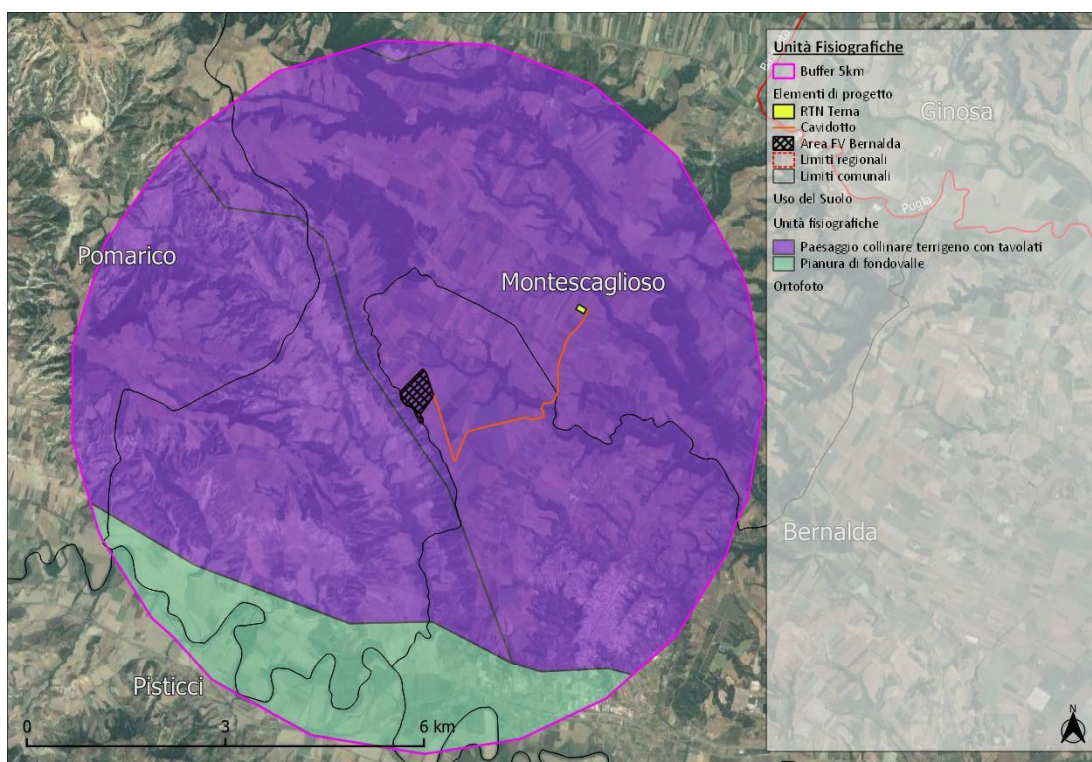 Unità Fisiografiche
Buffer 5km
Elementi di progetto
RTN Terna
Cavidotto
Area FV Bernalda
Limiti regionali
Limiti comunali
Uso del Suolo
Unità fisiografiche
Paesaggio collinare terrigeno con tavolati
Pianura di fondovalle
Ortofoto
Ginosa
Puglia
Pomarico
Montescaglioso
Bernalda
Pisticci
0
3
6 km
N